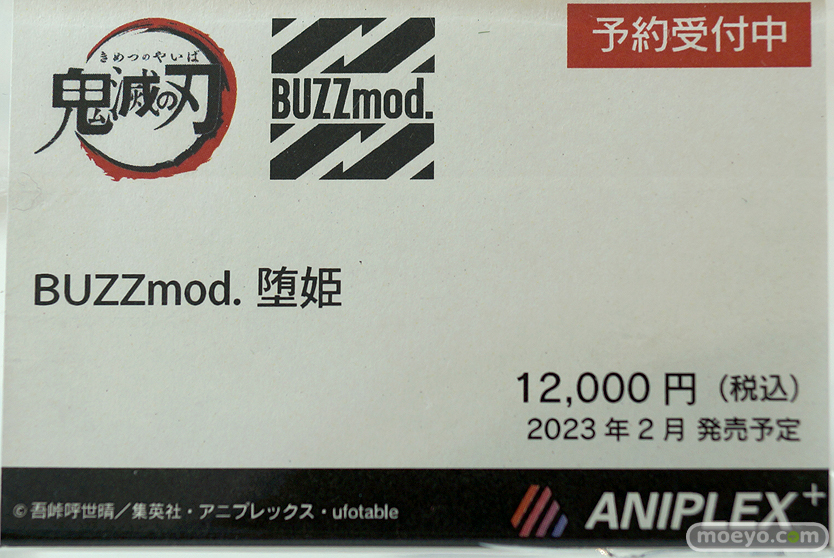 予約受付中
きめつのやいば
鬼滅の刃
BUZZmod.
BUZZmod. 堕姫
12,000 円（税込）
2023 年 2 月 発売予定
©吾峠呼世晴／集英社・アニプレックス・ufotable
ANIPLEX+
moeyo.com